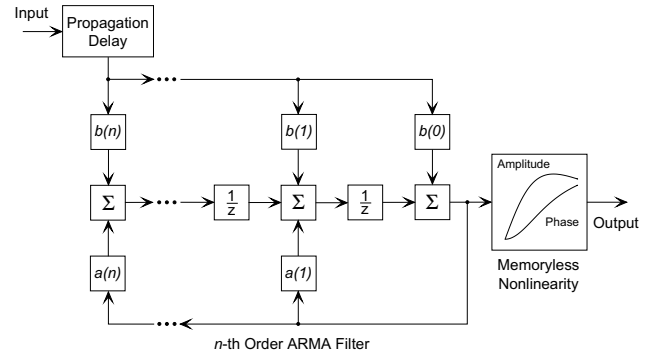 Input
Propagation
Delay
b(n)
b(1)
b(0)
Σ
1/z
Σ
1/z
Σ
Amplitude
Phase
Output
a(n)
a(1)
Memoryless
Nonlinearity
n-th Order ARMA Filter